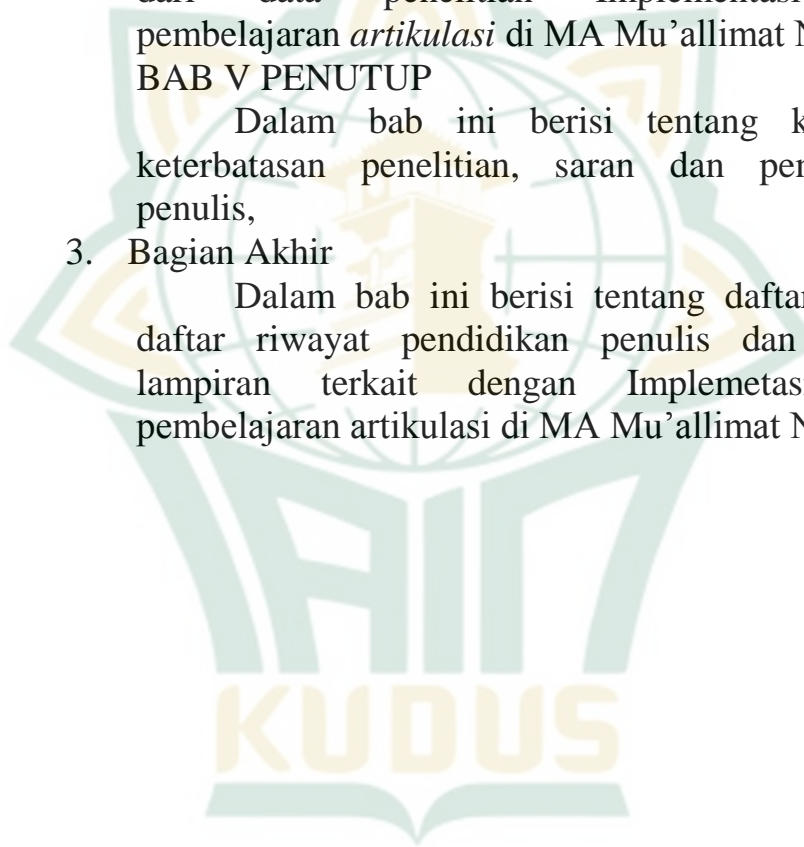 dari data penelitian Implementasi
pembelajaran artikulasi di MA Mu'allimat N
BAB V PENUTUP
Dalam bab ini berisi tentang k
keterbatasan penelitian, saran dan per
penulis,
3. Bagian Akhir
Dalam bab ini berisi tentang daftar
daftar riwayat pendidikan penulis dan
lampiran terkait dengan Implemetasi
pembelajaran artikulasi di MA Mu'allimat N
IAIN
KUDUS